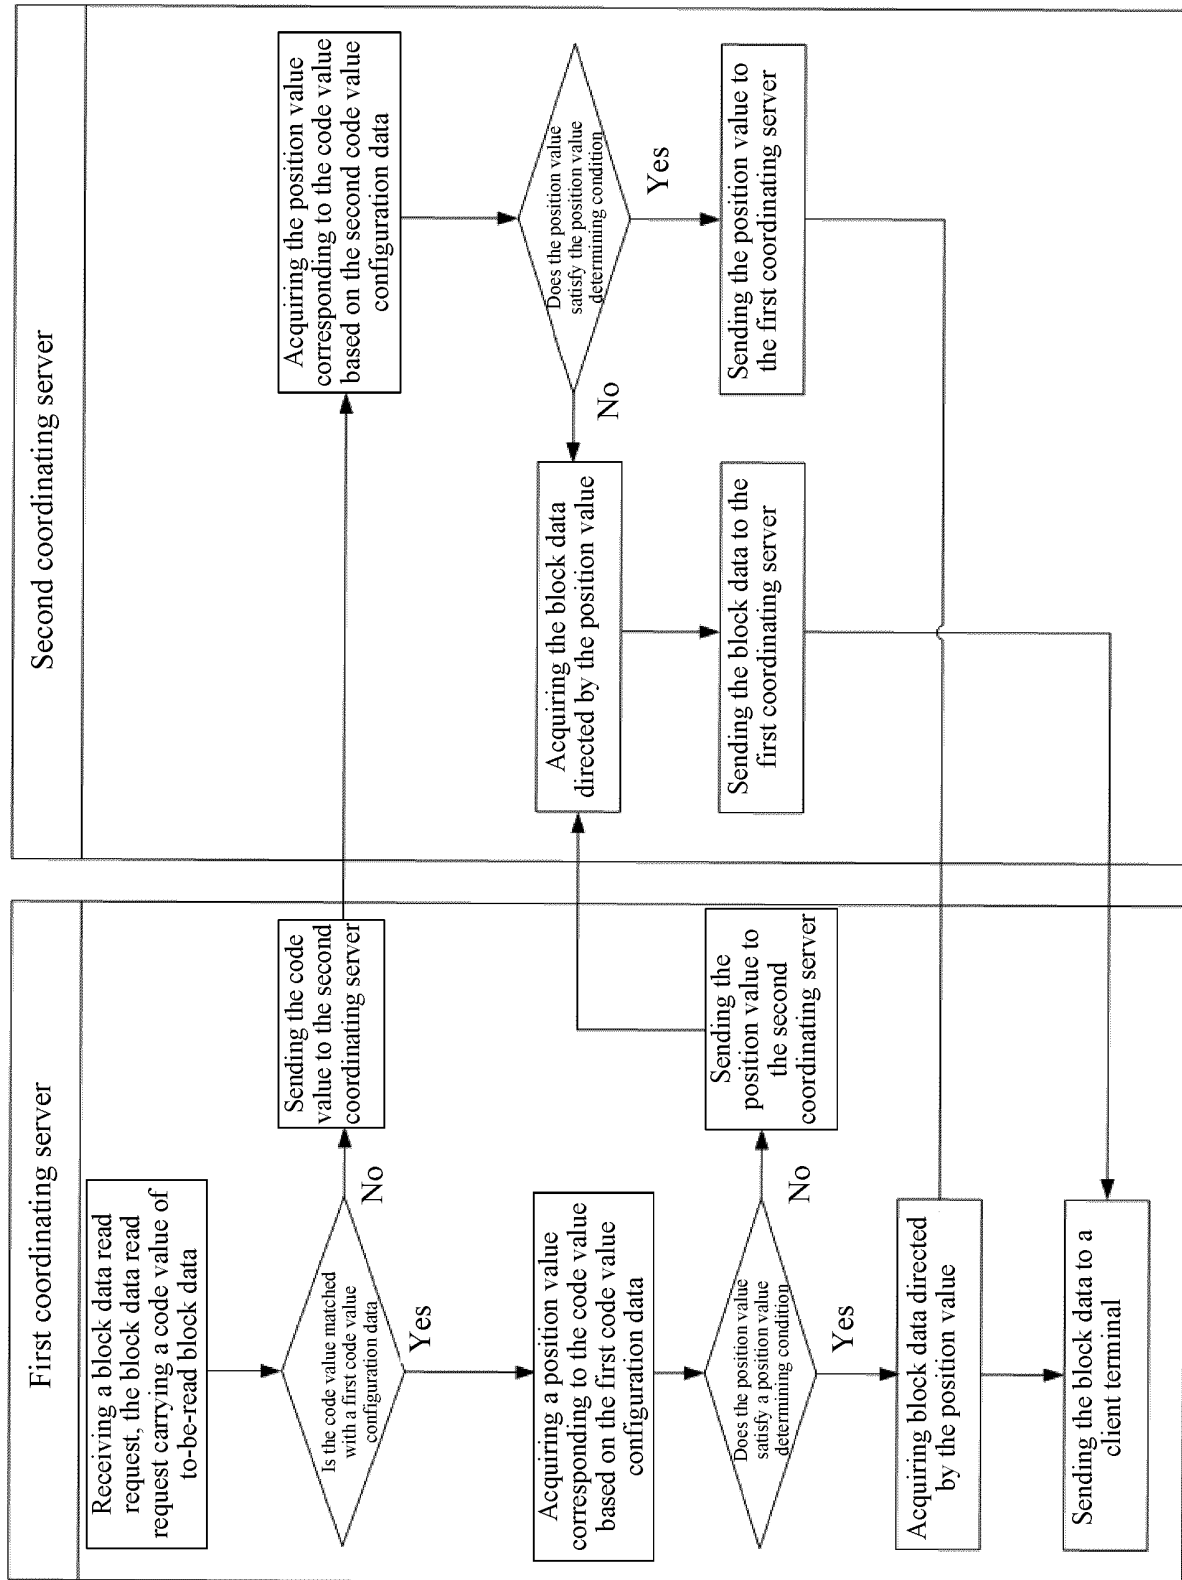 First coordinating server
Receiving a block data read
request, the block data read
request carrying a code value of
to-be-read block data
Is the code value matched
with a first code value
configuration data
No
Yes
Sending the code
value to the second
coordinating server
Acquiring a position value
corresponding to the code value
based on the first code value
configuration data
Does the position value
satisfy a position value
determining condition
No
Yes
Sending the
position value to
the second
coordinating server
Acquiring block data directed
by the position value
Sending the block data to a
client terminal
Second coordinating server
Acquiring the position value
corresponding to the code value
based on the second code value
configuration data
Does the position value
satisfy the position value
determining condition
No
Yes
Acquiring the block data
directed by the position value
Sending the position value to
the first coordinating server
Sending the block data to the
first coordinating server